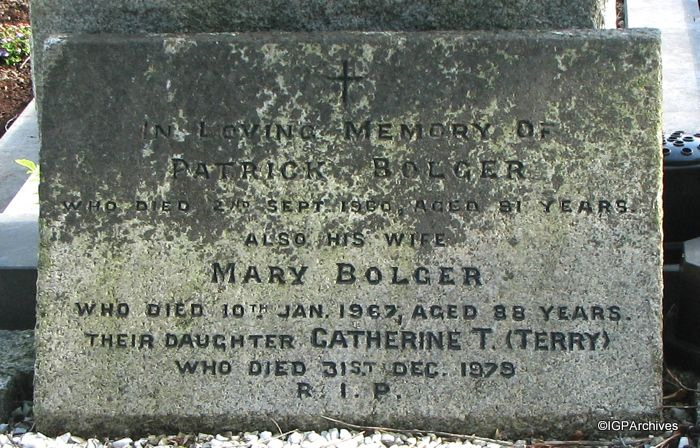 IN LOVING MEMORY OF
PATRICK BOLGER
WHO DIED 2ND SEPT. 1960, AGED 81 YEARS.
ALSO HIS WIFE
MARY BOLGER
WHO DIED 10TH JAN. 1967, AGED 88 YEARS.
THEIR DAUGHTER CATHERINE T. (TERRY)
WHO DIED 31ST DEC. 1979
R. I. P.
©IGPArchives